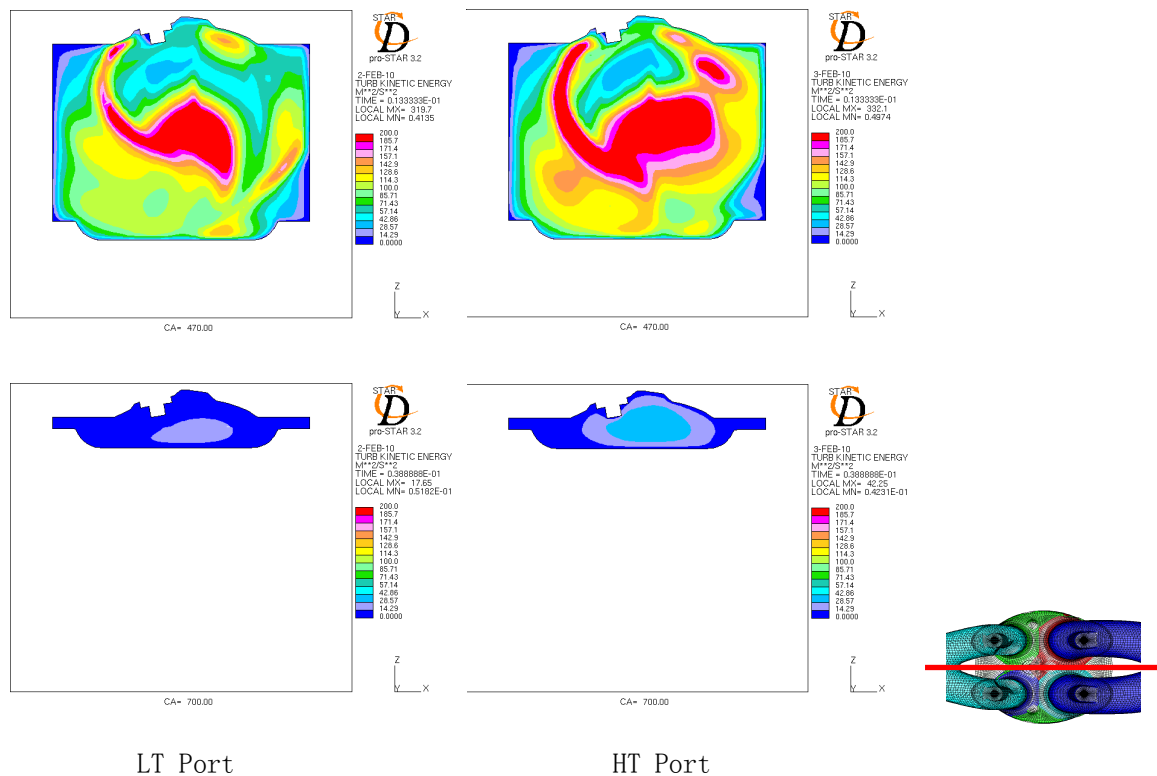 STAR
D
pro-STAR 3.2
2-FEB-10
TURB KINETIC ENERGY
M**2/S**2
TIME = 0.133333E-01
LOCAL MX= 319.7
LOCAL MN= 0.4135
200.0
185.7
171.4
157.1
142.9
128.6
114.3
100.0
85.71
71.43
57.14
42.86
28.57
14.29
0.0000
Z
Y X
CA= 470.00
STAR
D
pro-STAR 3.2
3-FEB-10
TURB KINETIC ENERGY
M**2/S**2
TIME = 0.133333E-01
LOCAL MX= 332.1
LOCAL MN= 0.4974
200.0
185.7
171.4
157.1
142.9
128.6
114.3
100.0
85.71
71.43
57.14
42.86
28.57
14.29
0.0000
Z
Y X
CA= 470.00
STAR
D
pro-STAR 3.2
2-FEB-10
TURB KINETIC ENERGY
M**2/S**2
TIME = 0.388888E-01
LOCAL MX= 17.65
LOCAL MN= 0.5182E-01
200.0
185.7
171.4
157.1
142.9
128.6
114.3
100.0
85.71
71.43
57.14
42.86
28.57
14.29
0.0000
Z
Y X
CA= 700.00
STAR
D
pro-STAR 3.2
3-FEB-10
TURB KINETIC ENERGY
M**2/S**2
TIME = 0.388888E-01
LOCAL MX= 42.25
LOCAL MN= 0.4231E-01
200.0
185.7
171.4
157.1
142.9
128.6
114.3
100.0
85.71
71.43
57.14
42.86
28.57
14.29
0.0000
Z
Y X
CA= 700.00
LT Port
HT Port